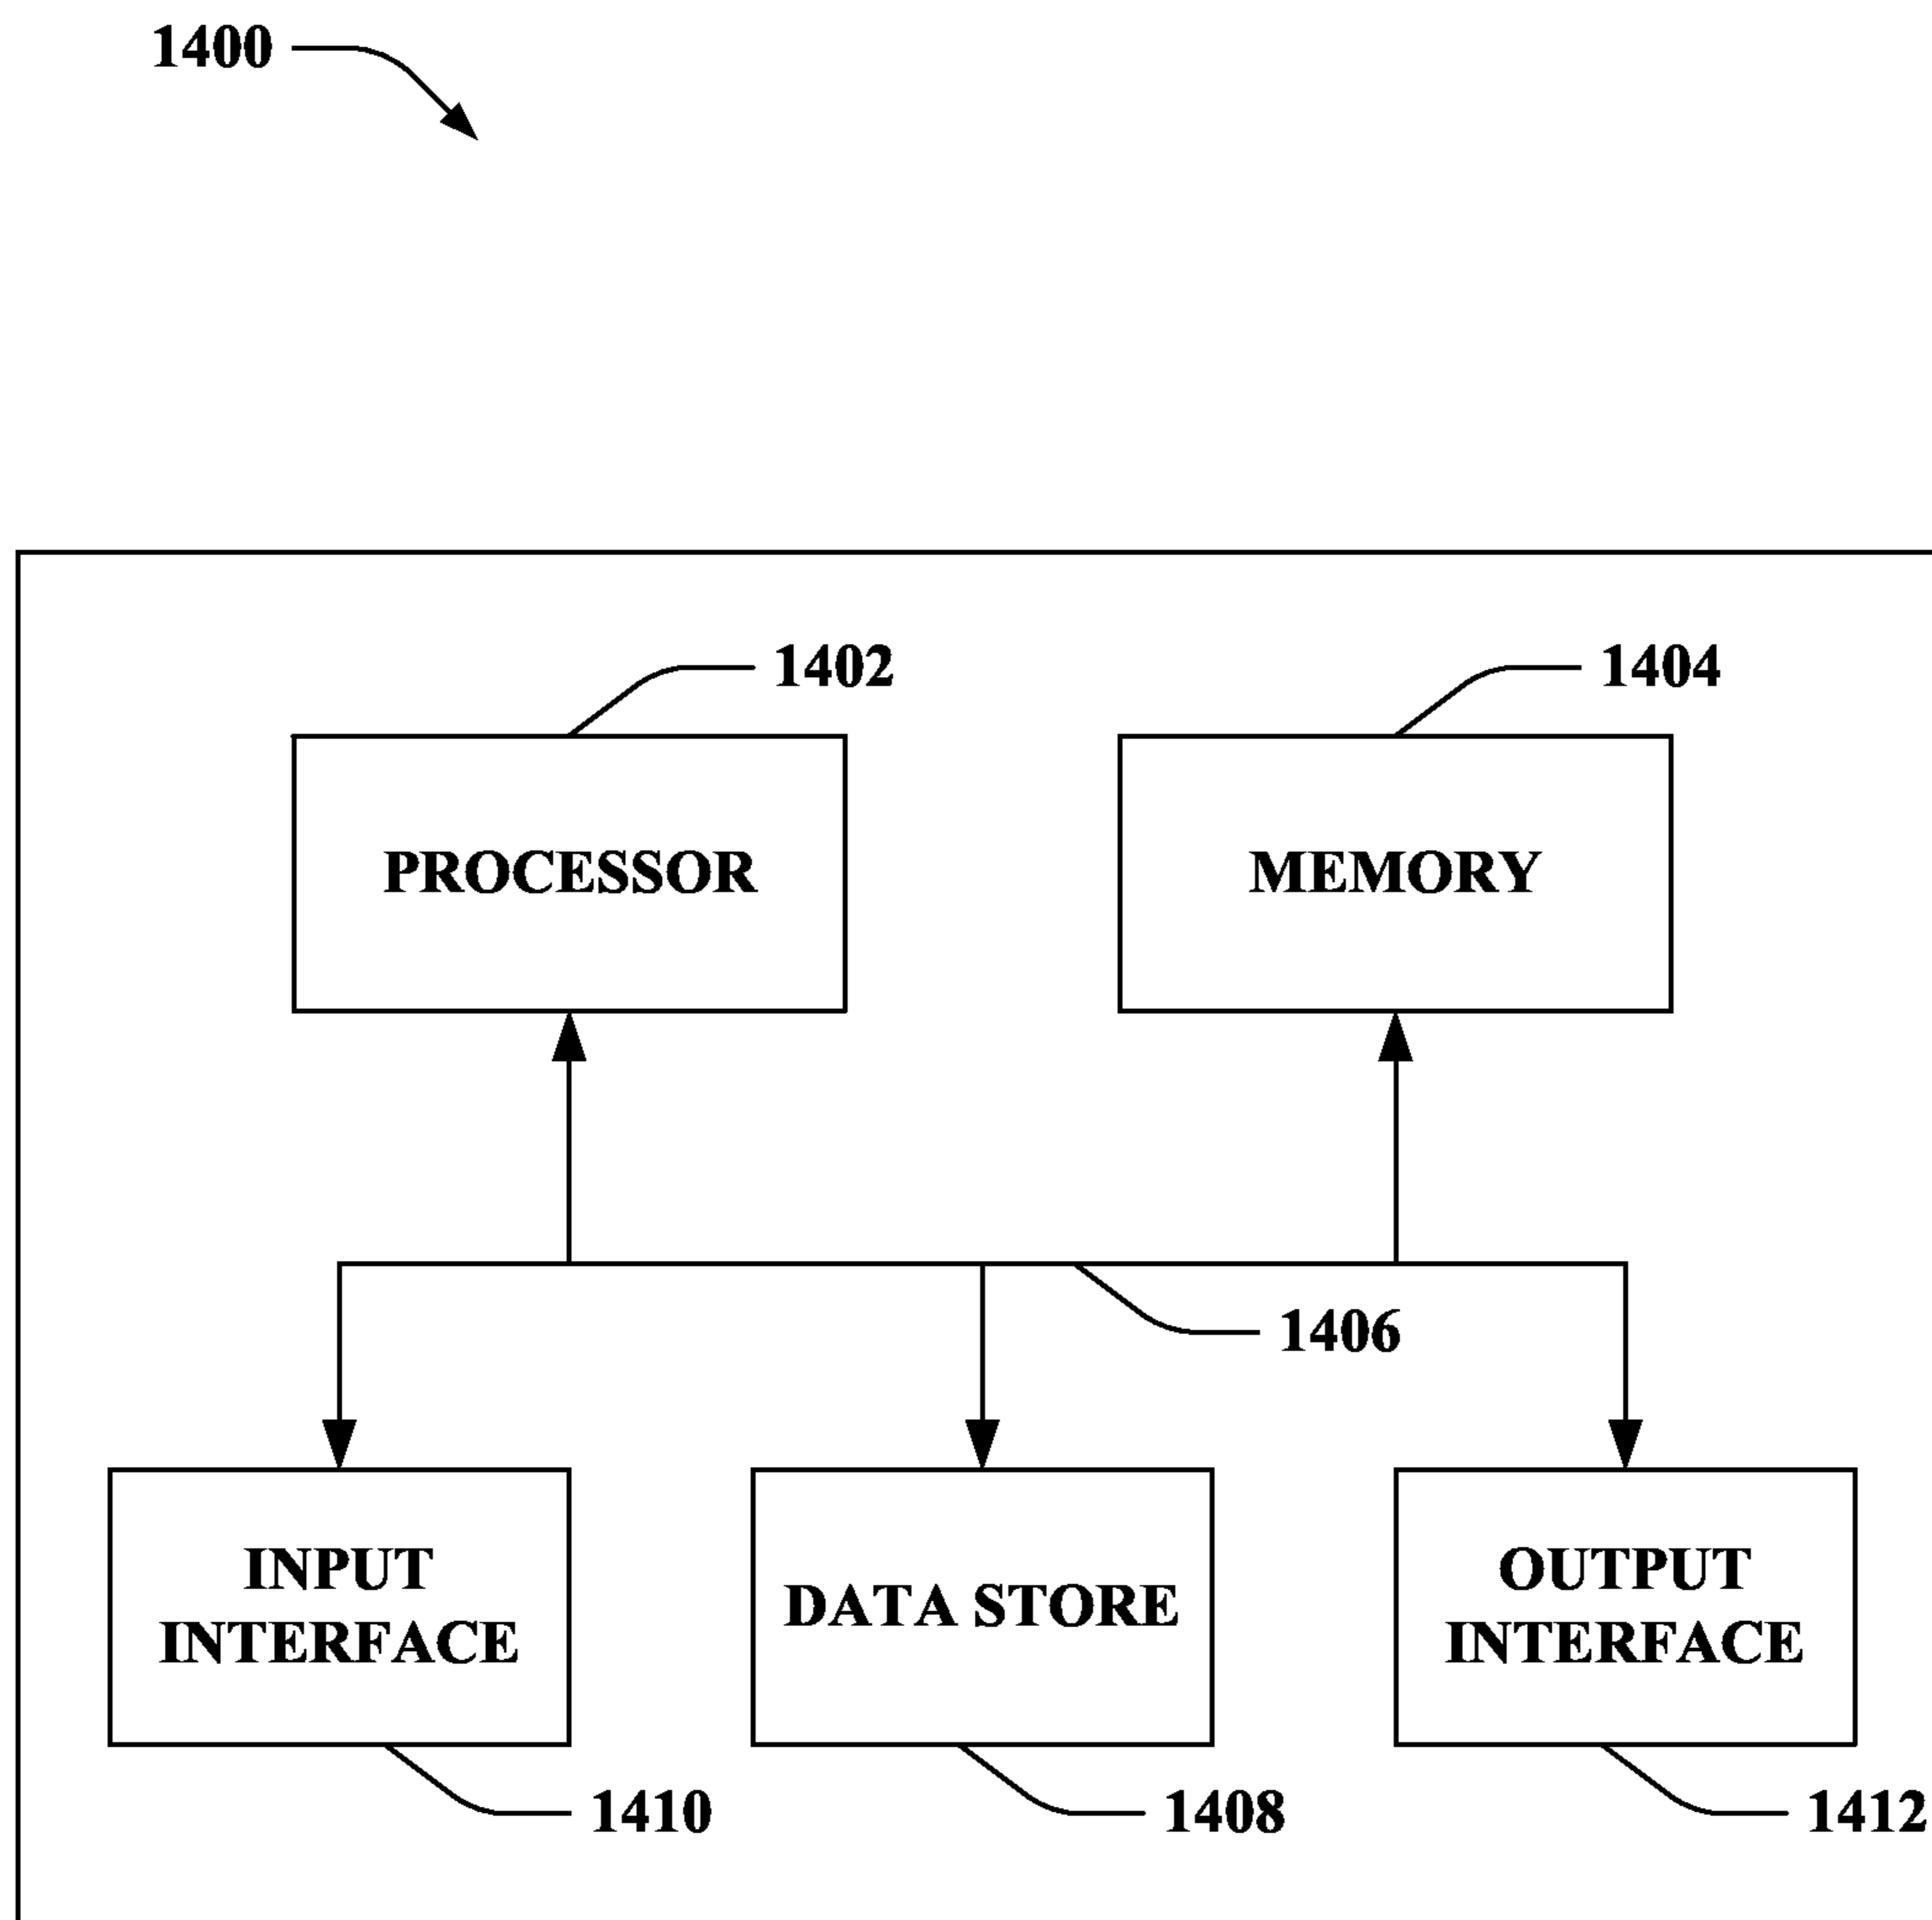 1400
1402
1404
PROCESSOR
MEMORY
1406
INPUT
INTERFACE
DATA STORE
OUTPUT
INTERFACE
1410
1408
1412